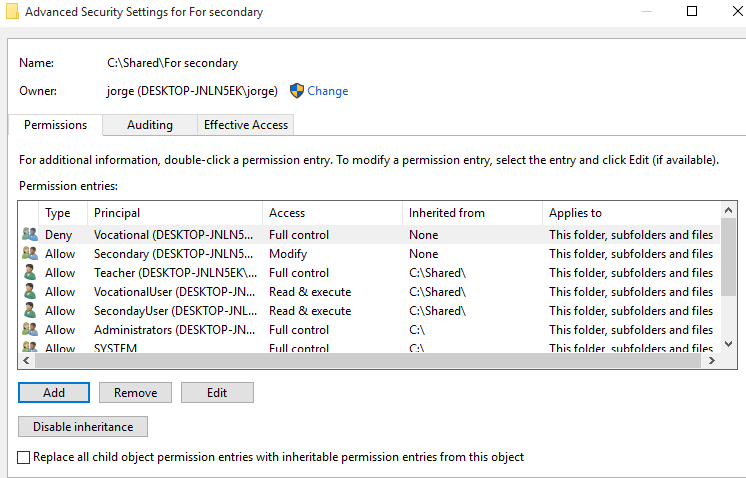 Advanced Security Settings for For secondary
Name: C:\Shared\For secondary
Owner: jorge (DESKTOP-JNLN5EK\jorge) Change
Permissions Auditing Effective Access
For additional information, double-click a permission entry. To modify a permission entry, select the entry and click Edit (if available).
Permission entries:
Type Principal Access Inherited from Applies to
Deny Vocational (DESKTOP-JNLN5... Full control None This folder, subfolders and files
Allow Secondary (DESKTOP-JNLN5... Modify None This folder, subfolders and files
Allow Teacher (DESKTOP-JNLN5EK\... Full control C:\Shared\ This folder, subfolders and files
Allow VocationalUser (DESKTOP-JN... Read & execute C:\Shared\ This folder, subfolders and files
Allow SecondayUser (DESKTOP-JNL... Read & execute C:\Shared\ This folder, subfolders and files
Allow Administrators (DESKTOP-JN... Full control C:\ This folder, subfolders and files
Allow SYSTEM Full control C:\ This folder, subfolders and files
Add Remove Edit
Disable inheritance
Replace all child object permission entries with inheritable permission entries from this object